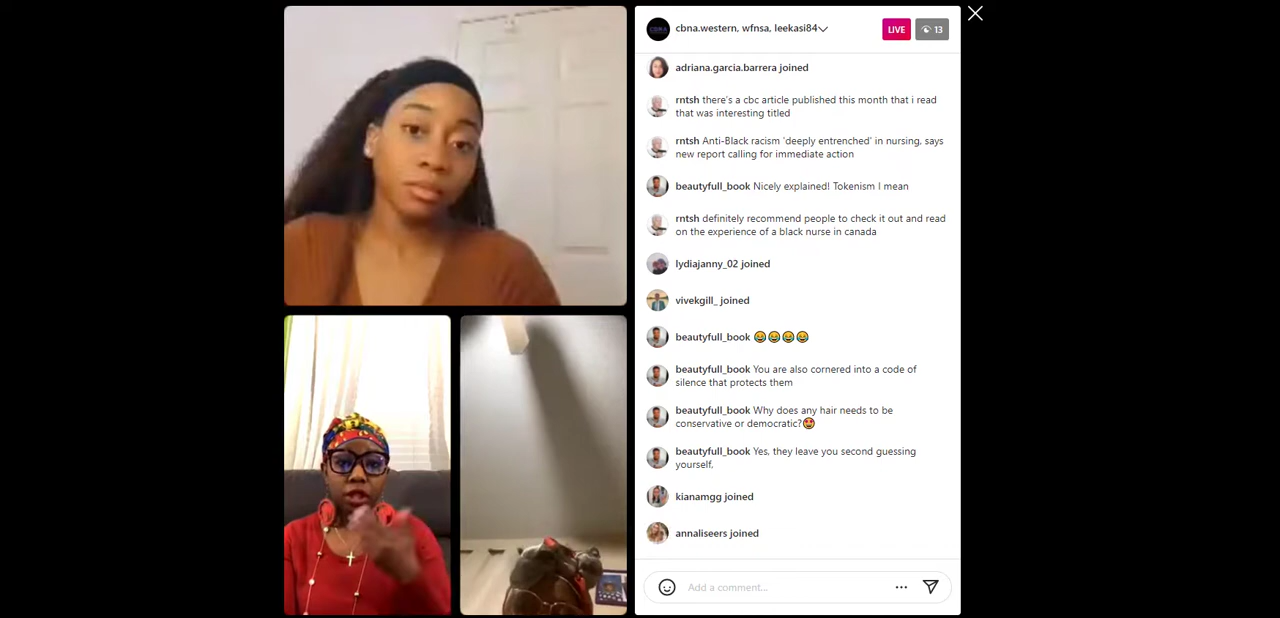 cbna.western, wfnsa, leekasi84
LIVE
13
adriana.garcia.barrera joined
rntsh there's a cbc article published this month that i read
that was interesting titled
rntsh Anti-Black racism 'deeply entrenched' in nursing, says
new report calling for immediate action
beautyfull_book Nicely explained! Tokenism I mean
rntsh definitely recommend people to check it out and read
on the experience of a black nurse in canada
lydiajanny_02 joined
vivekgill_ joined
beautyfull_book 😂😂😂😂
beautyfull_book You are also cornered into a code of
silence that protects them
beautyfull_book Why does any hair needs to be
conservative or democratic?😍
beautyfull_book Yes, they leave you second guessing
yourself,
kianamgg joined
annaliseers joined
Add a comment...